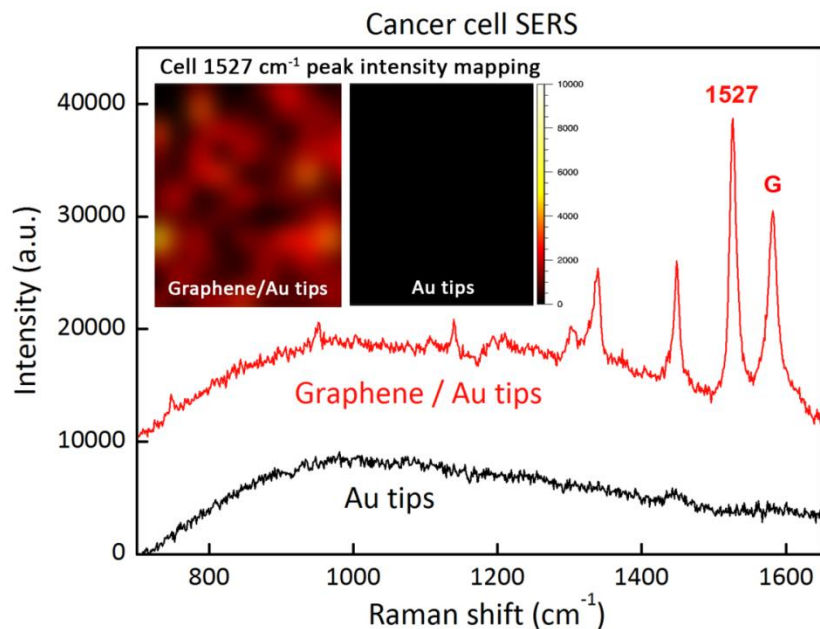 Cancer cell SERS
Cell 1527 cm⁻¹ peak intensity mapping
Graphene/Au tips
Au tips
10000
8000
6000
4000
2000
0
1527
G
Graphene / Au tips
Au tips
Intensity (a.u.)
40000
30000
20000
10000
0
800 1000 1200 1400 1600
Raman shift (cm⁻¹)